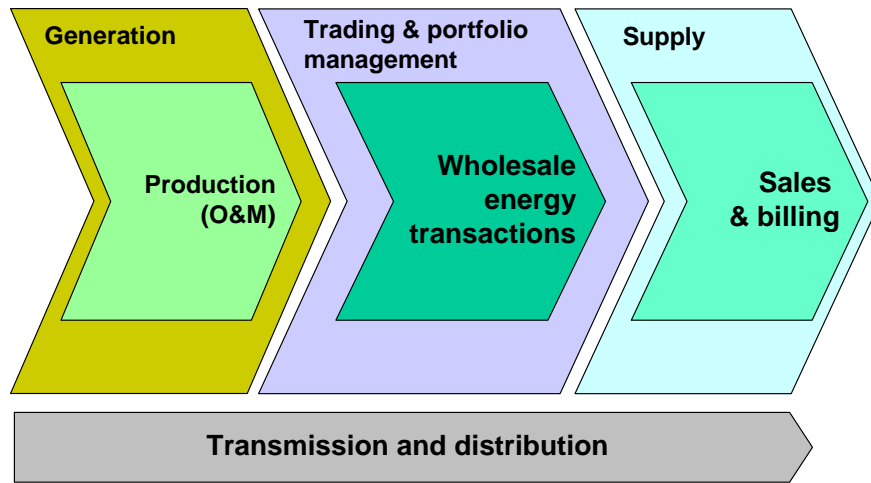 Generation
Trading & portfolio
management
Supply
Production
(O&M)
Wholesale
energy
transactions
Sales
& billing
Transmission and distribution